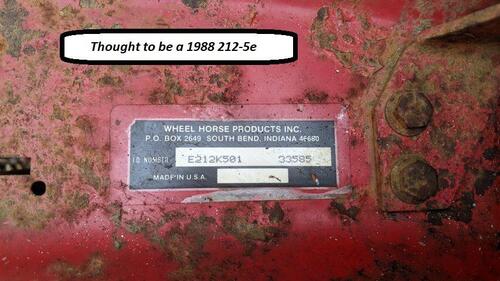 Thought to be a 1988 212-5e
WHEEL HORSE PRODUCTS INC.
P.O. BOX 2649 SOUTH BEND, INDIANA 46680
ID NUMBER E212K501 33585
MADE IN U.S.A.